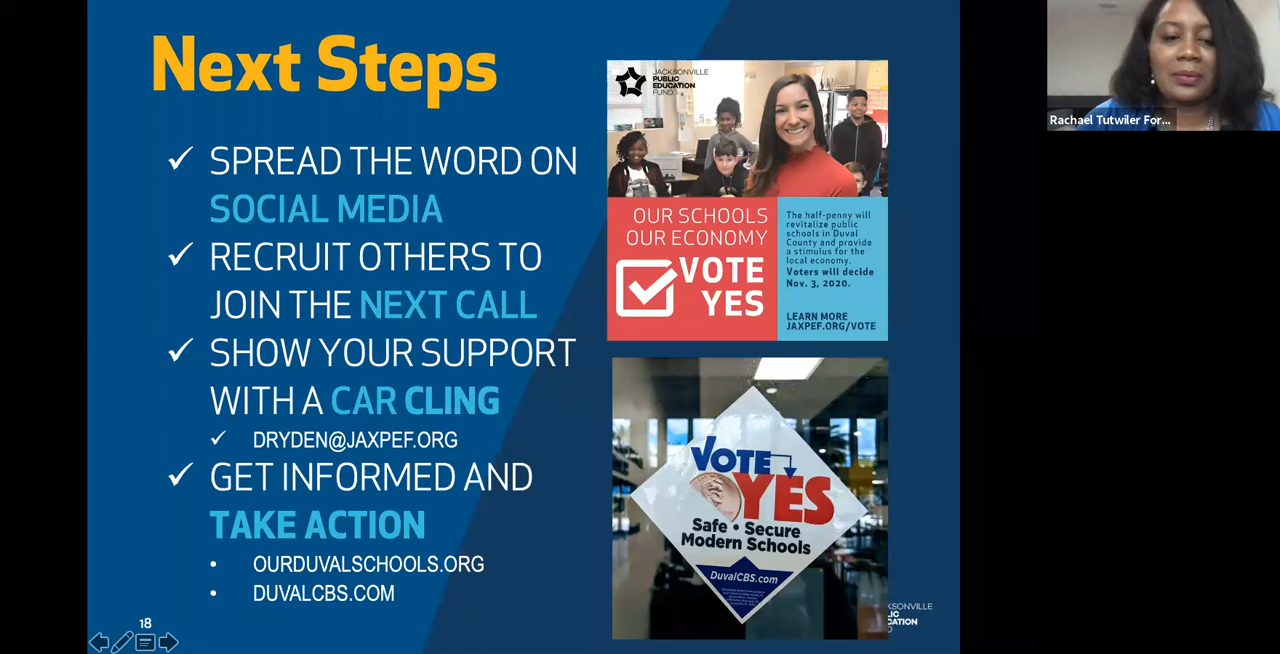 Next Steps
✓ SPREAD THE WORD ON
SOCIAL MEDIA
✓ RECRUIT OTHERS TO
JOIN THE NEXT CALL
✓ SHOW YOUR SUPPORT
WITH A CAR CLING
✓ DRYDEN@JAXPEF.ORG
✓ GET INFORMED AND
TAKE ACTION
• OURDUVALSCHOOLS.ORG
• DUVALCBS.COM
18
JACKSONVILLE
PUBLIC
EDUCATION
FUND
OUR SCHOOLS
OUR ECONOMY
VOTE
YES
The half-penny will
revitalize public
schools in Duval
County and provide
a stimulus for the
local economy.
Voters will decide
Nov. 3, 2020.
LEARN MORE
JAXPEF.ORG/VOTE
VOTE
YES
Safe • Secure
Modern Schools
DuvalCBS.com
KSONVILLE
LIC
CATION
D
Rachael Tutwiler For...